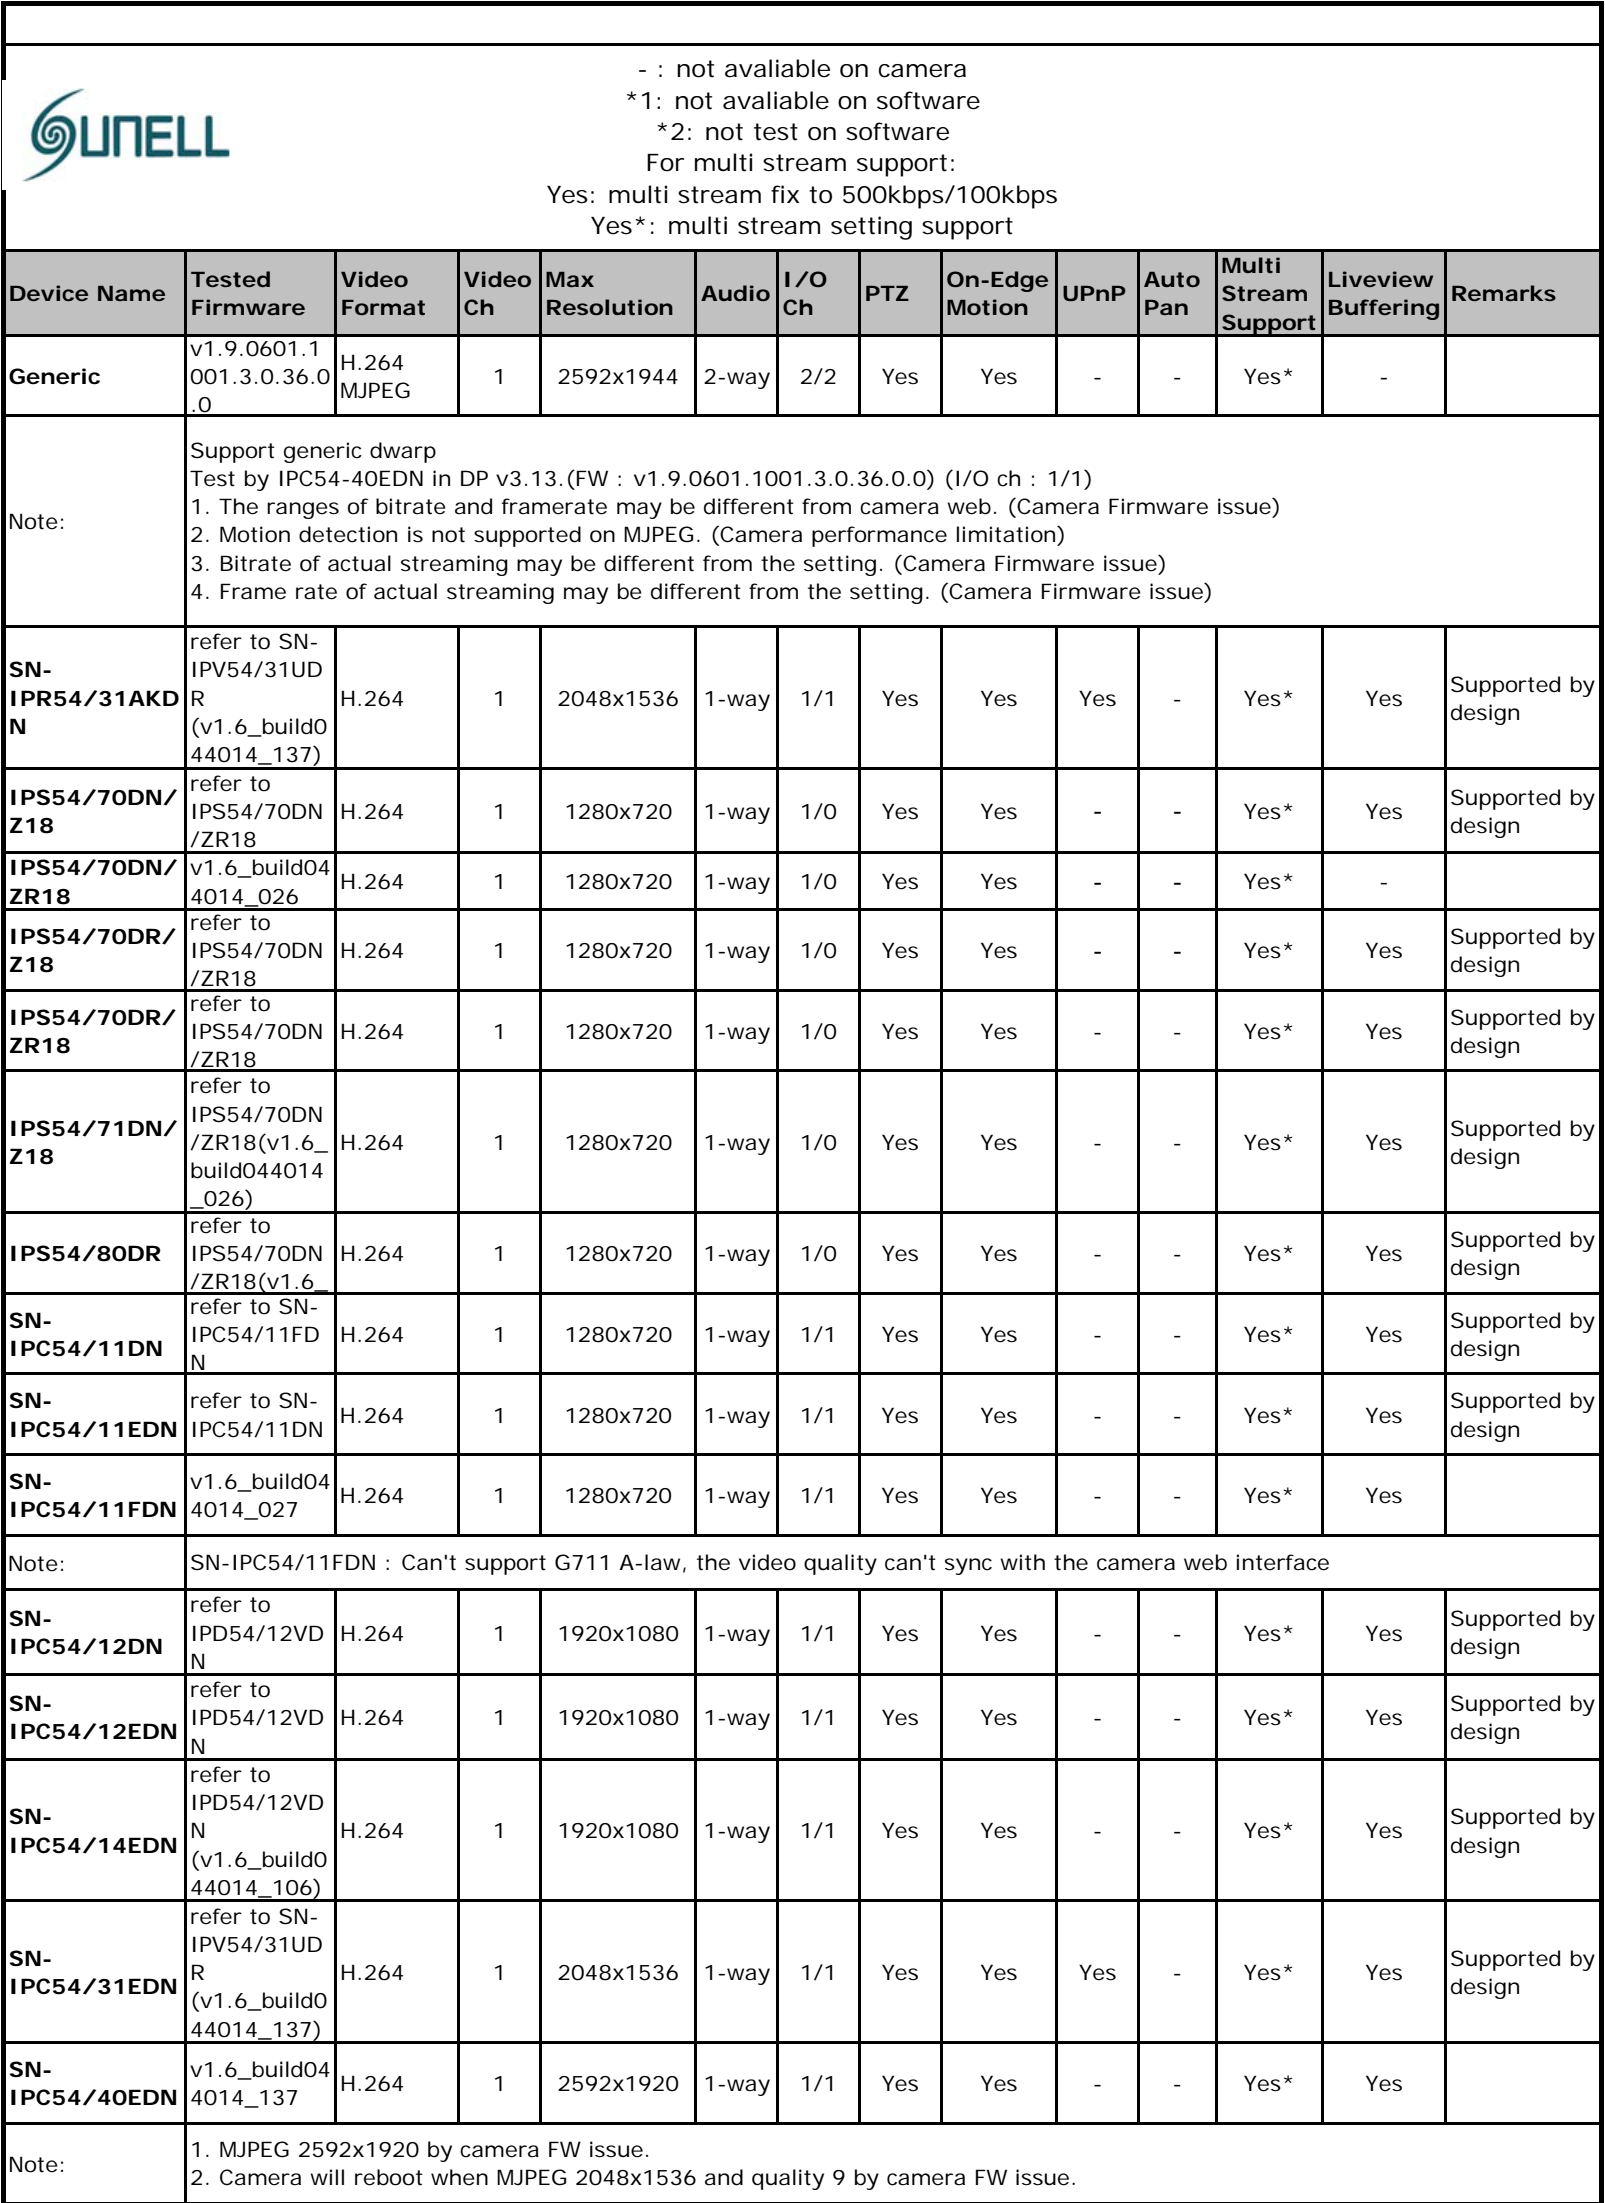 SUNELL
- : not avaliable on camera
*1: not avaliable on software
*2: not test on software
For multi stream support:
Yes: multi stream fix to 500kbps/100kbps
Yes*: multi stream setting support
Device Name | Tested Firmware | Video Format | Video Ch | Max Resolution | Audio | I/O Ch | PTZ | On-Edge Motion | UPnP | Auto Pan | Multi Stream Support | Liveview Buffering | Remarks
Generic | v1.9.0601.1001.3.0.36.0.0 | H.264 MJPEG | 1 | 2592x1944 | 2-way | 2/2 | Yes | Yes | - | - | Yes* | - |
Note:
Support generic dwarp
Test by IPC54-40EDN in DP v3.13.(FW : v1.9.0601.1001.3.0.36.0.0) (I/O ch : 1/1)
1. The ranges of bitrate and framerate may be different from camera web. (Camera Firmware issue)
2. Motion detection is not supported on MJPEG. (Camera performance limitation)
3. Bitrate of actual streaming may be different from the setting. (Camera Firmware issue)
4. Frame rate of actual streaming may be different from the setting. (Camera Firmware issue)
SN-IPR54/31AKDN | refer to SN-IPV54/31UDR (v1.6_build044014_137) | H.264 | 1 | 2048x1536 | 1-way | 1/1 | Yes | Yes | Yes | - | Yes* | Yes | Supported by design
IPS54/70DN/Z18 | refer to IPS54/70DN/ZR18 | H.264 | 1 | 1280x720 | 1-way | 1/0 | Yes | Yes | - | - | Yes* | Yes | Supported by design
IPS54/70DN/ZR18 | v1.6_build044014_026 | H.264 | 1 | 1280x720 | 1-way | 1/0 | Yes | Yes | - | - | Yes* | - |
IPS54/70DR/Z18 | refer to IPS54/70DN/ZR18 | H.264 | 1 | 1280x720 | 1-way | 1/0 | Yes | Yes | - | - | Yes* | Yes | Supported by design
IPS54/70DR/ZR18 | refer to IPS54/70DN/ZR18 | H.264 | 1 | 1280x720 | 1-way | 1/0 | Yes | Yes | - | - | Yes* | Yes | Supported by design
IPS54/71DN/Z18 | refer to IPS54/70DN/ZR18(v1.6_build044014_026) | H.264 | 1 | 1280x720 | 1-way | 1/0 | Yes | Yes | - | - | Yes* | Yes | Supported by design
IPS54/80DR | refer to IPS54/70DN/ZR18(v1.6_ | H.264 | 1 | 1280x720 | 1-way | 1/0 | Yes | Yes | - | - | Yes* | Yes | Supported by design
SN-IPC54/11DN | refer to SN-IPC54/11FDN | H.264 | 1 | 1280x720 | 1-way | 1/1 | Yes | Yes | - | - | Yes* | Yes | Supported by design
SN-IPC54/11EDN | refer to SN-IPC54/11DN | H.264 | 1 | 1280x720 | 1-way | 1/1 | Yes | Yes | - | - | Yes* | Yes | Supported by design
SN-IPC54/11FDN | v1.6_build044014_027 | H.264 | 1 | 1280x720 | 1-way | 1/1 | Yes | Yes | - | - | Yes* | Yes |
Note: SN-IPC54/11FDN : Can't support G711 A-law, the video quality can't sync with the camera web interface
SN-IPC54/12DN | refer to IPD54/12VDN | H.264 | 1 | 1920x1080 | 1-way | 1/1 | Yes | Yes | - | - | Yes* | Yes | Supported by design
SN-IPC54/12EDN | refer to IPD54/12VDN | H.264 | 1 | 1920x1080 | 1-way | 1/1 | Yes | Yes | - | - | Yes* | Yes | Supported by design
SN-IPC54/14EDN | refer to IPD54/12VDN (v1.6_build044014_106) | H.264 | 1 | 1920x1080 | 1-way | 1/1 | Yes | Yes | - | - | Yes* | Yes | Supported by design
SN-IPC54/31EDN | refer to SN-IPV54/31UDR (v1.6_build044014_137) | H.264 | 1 | 2048x1536 | 1-way | 1/1 | Yes | Yes | Yes | - | Yes* | Yes | Supported by design
SN-IPC54/40EDN | v1.6_build044014_137 | H.264 | 1 | 2592x1920 | 1-way | 1/1 | Yes | Yes | - | - | Yes* | Yes |
Note:
1. MJPEG 2592x1920 by camera FW issue.
2. Camera will reboot when MJPEG 2048x1536 and quality 9 by camera FW issue.